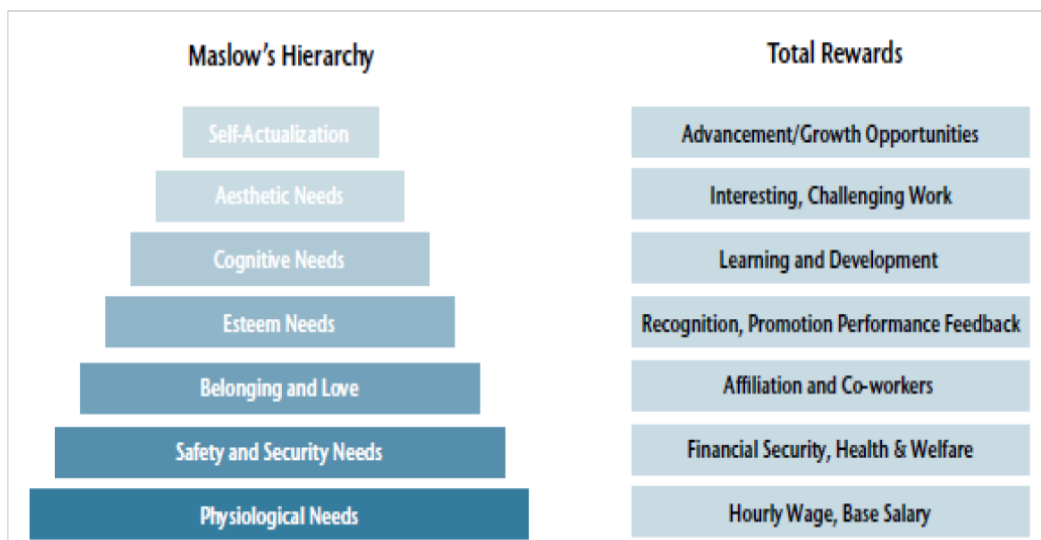 Maslow's Hierarchy
Total Rewards
Self-Actualization
Advancement/Growth Opportunities
Aesthetic Needs
Interesting, Challenging Work
Cognitive Needs
Learning and Development
Esteem Needs
Recognition, Promotion Performance Feedback
Belonging and Love
Affiliation and Co-workers
Safety and Security Needs
Financial Security, Health & Welfare
Physiological Needs
Hourly Wage, Base Salary